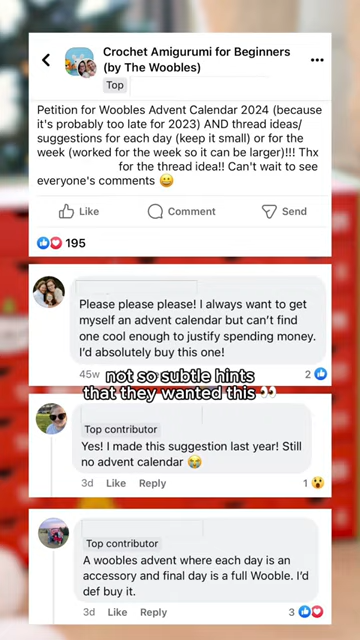 Crochet Amigurumi for Beginners
(by The Woobles)
Top
Petition for Woobles Advent Calendar 2024 (because
it's probably too late for 2023) AND thread ideas/
suggestions for each day (keep it small) or for the
week (worked for the week so it can be larger)!!! Thx
for the thread idea!! Can't wait to see
everyone's comments 😀
Like Comment Send
195
Please please please! I always want to get
myself an advent calendar but can't find
one cool enough to justify spending money.
I'd absolutely buy this one!
45w 2
not so subtle hints
that they wanted this 👀
Top contributor
Yes! I made this suggestion last year! Still
no advent calendar 😭
3d Like Reply 1
Top contributor
A woobles advent where each day is an
accessory and final day is a full Wooble. I'd
def buy it.
3d Like Reply 3